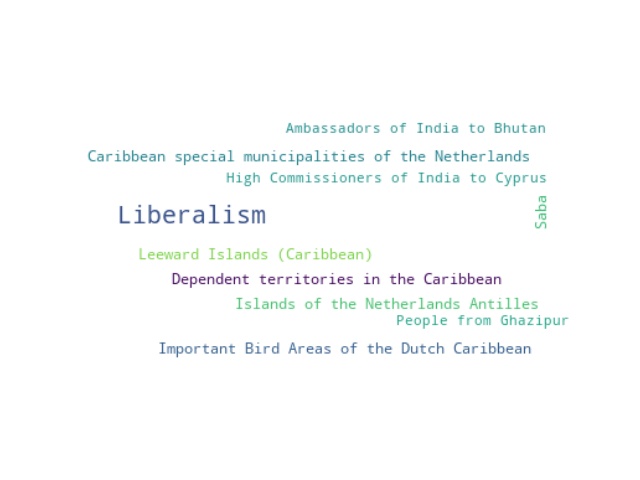 Ambassadors of India to Bhutan
Caribbean special municipalities of the Netherlands
High Commissioners of India to Cyprus
Saba
Liberalism
Leeward Islands (Caribbean)
Dependent territories in the Caribbean
Islands of the Netherlands Antilles
People from Ghazipur
Important Bird Areas of the Dutch Caribbean